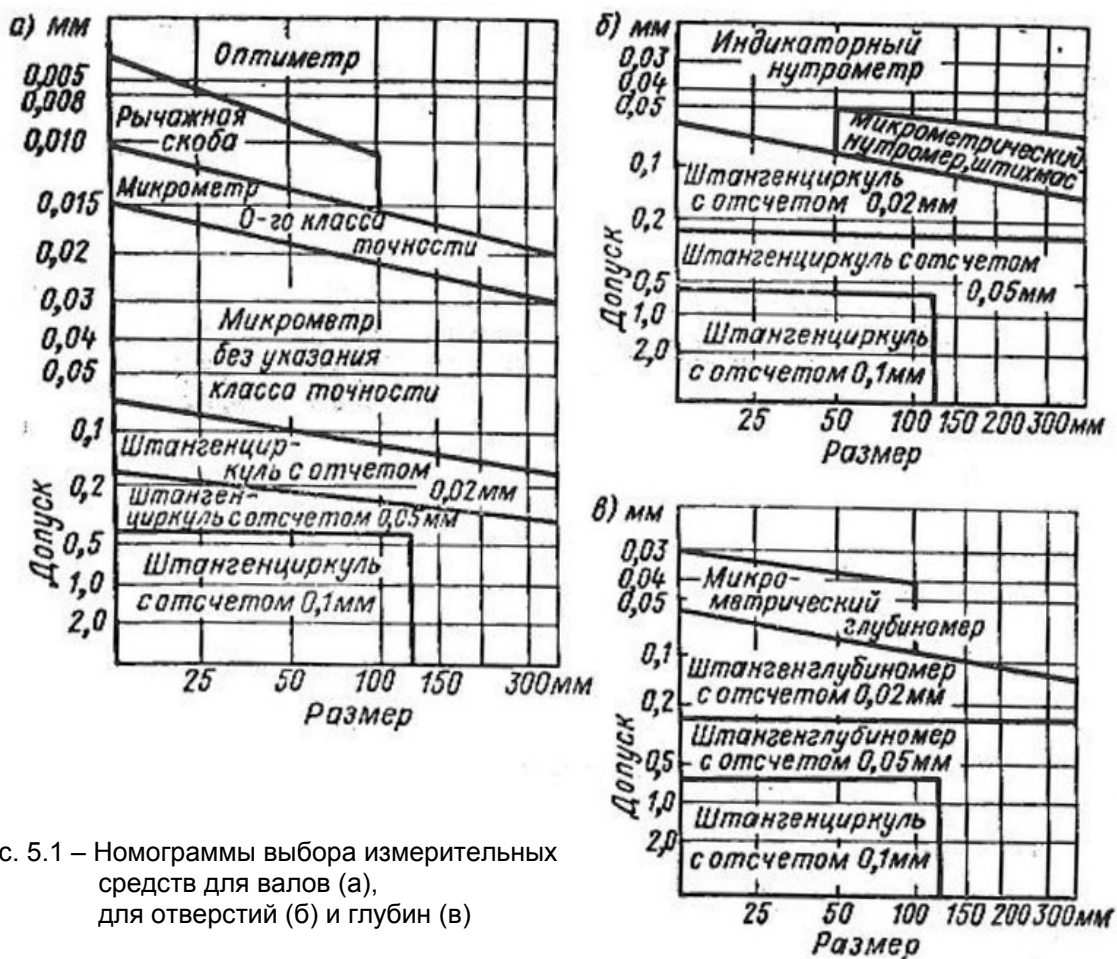 а) мм
Оптиметр
0,005
0,008
Рычажная
скоба
0,010
Микрометр
0-го класса
точности
0,015
0,02
0,03
Микрометр
без указания
класса точности
0,04
0,05
0,1
Штангенцир-
куль с отчетом
0,02мм
0,2
Штанген-
циркуль с отсчетом 0,05мм
0,5
Штангенциркуль
с отсчетом 0,1мм
1,0
2,0
Допуск
25 50 100 150 300мм
Размер
б) мм
Индикаторный
нутрометр
0,03
0,04
0,05
Микрометрический
нутромер, штихмас
0,1
Штангенциркуль
с отсчетом 0,02мм
0,2
Штангенциркуль с отсчетом
0,05мм
0,5
1,0
Штангенциркуль
с отсчетом 0,1мм
2,0
Допуск
25 50 100 150 200 300мм
Размер
в) мм
0,03
0,04
0,05
Микро-
метрический
глубиномер
0,1
Штангенглубиномер
с отсчетом 0,02мм
0,2
Штангенглубиномер
с отсчетом 0,05мм
0,5
1,0
Штангенциркуль
с отсчетом 0,1мм
2,0
Допуск
25 50 100 150 200 300мм
Размер
с. 5.1 – Номограммы выбора измерительных
средств для валов (а),
для отверстий (б) и глубин (в)